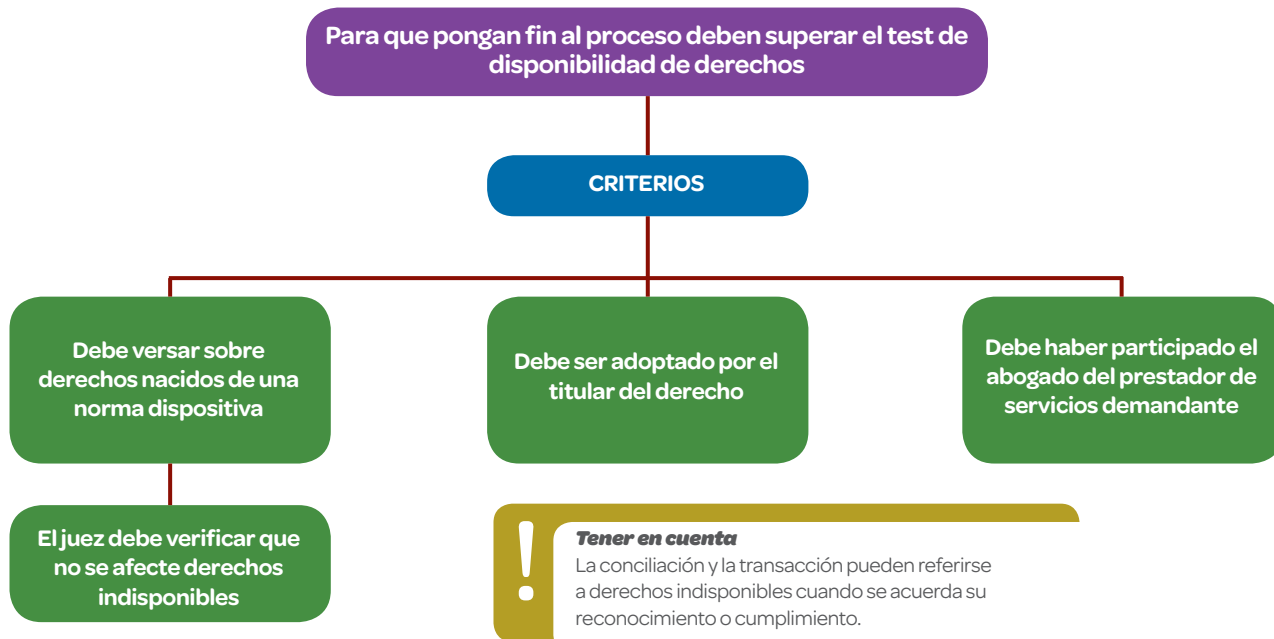 Para que pongan fin al proceso deben superar el test de
disponibilidad de derechos
CRITERIOS
Debe versar sobre
derechos nacidos de una
norma dispositiva
Debe ser adoptado por el
titular del derecho
Debe haber participado el
abogado del prestador de
servicios demandante
El juez debe verificar que
no se afecte derechos
indisponibles
!
Tener en cuenta
La conciliación y la transacción pueden referirse
a derechos indisponibles cuando se acuerda su
reconocimiento o cumplimiento.